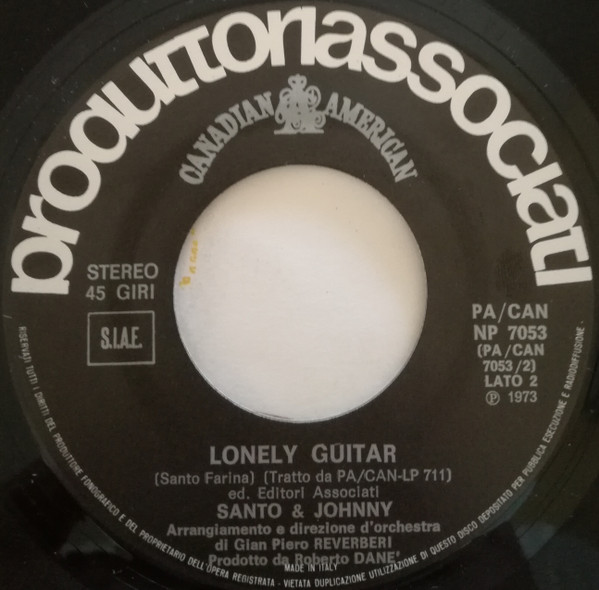 produttoriassociati
CANADIAN AMERICAN
STEREO
45 GIRI
S.I.A.E.
PA/CAN
NP 7053
(PA/CAN
7053/2)
LATO 2
℗ 1973
LONELY GUITAR
(Santo Farina) (Tratto da PA/CAN-LP 711)
ed. Editori Associati
SANTO & JOHNNY
Arrangiamento e direzione d'orchestra
di Gian Piero REVERBERI
Prodotto da Roberto DANE'
MADE IN ITALY
RISERVATI TUTTI I DIRITTI DEL PRODUTTORE FONOGRAFICO E DEL PROPRIETARIO DELL'OPERA REGISTRATA - VIETATA DUPLICAZIONE UTILIZZAZIONE DI QUESTO DISCO DEPOSITATO PER PUBBLICA ESECUZIONE E RADIODIFFUSIONE -